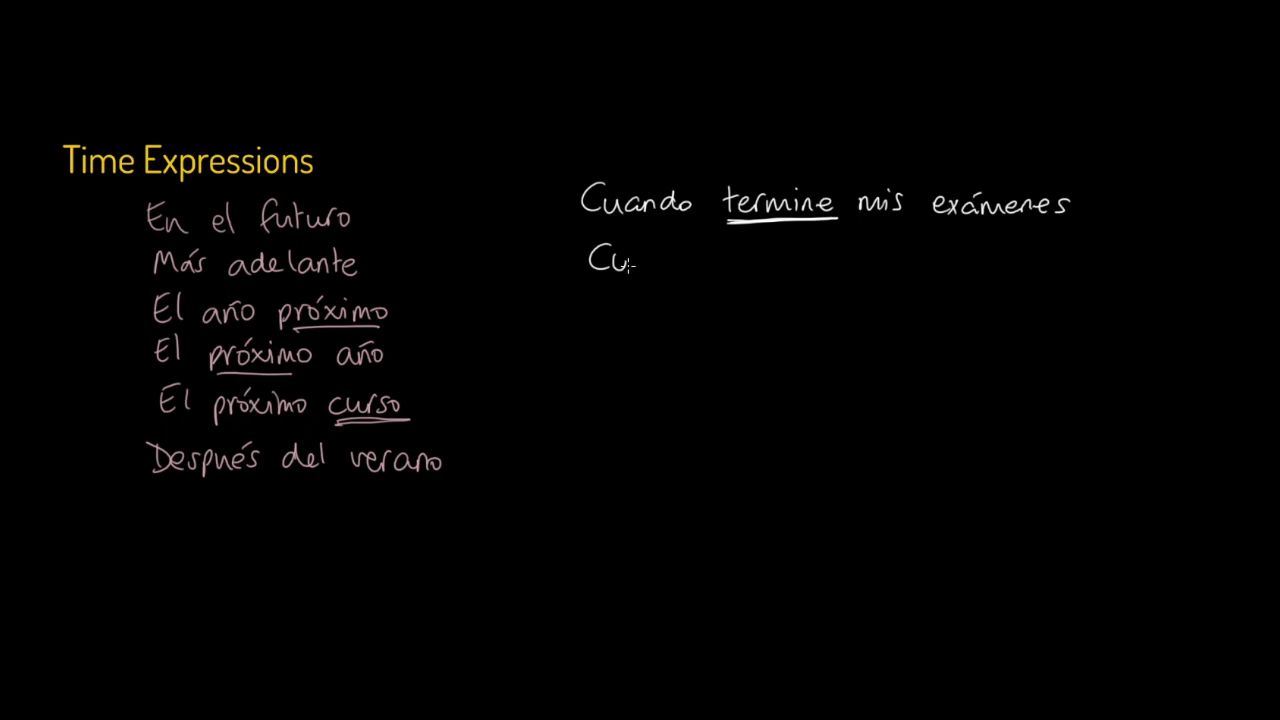 Time Expressions
En el futuro
Más adelante
El año próximo
El próximo año
El próximo curso
Después del verano
Cuando termine mis exámenes
Cu